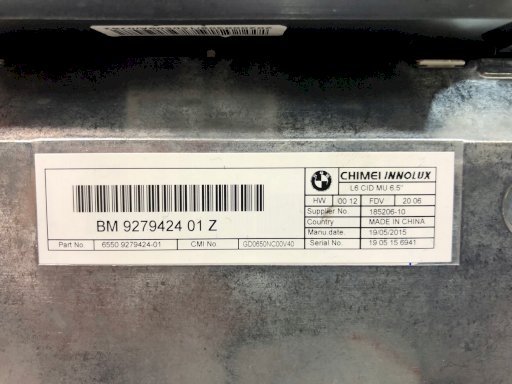 CHIMEI INNOLUX
L6 CID MU 6.5"
HW 00 12 FDV 20 06
Supplier No 185206-10
Country MADE IN CHINA
Manu.date. 19/05/2015
Serial No. 19 05 15 6941
BM 9279424 01 Z
Part No 6550 9279424-01 CMI No GD0650NC00V40